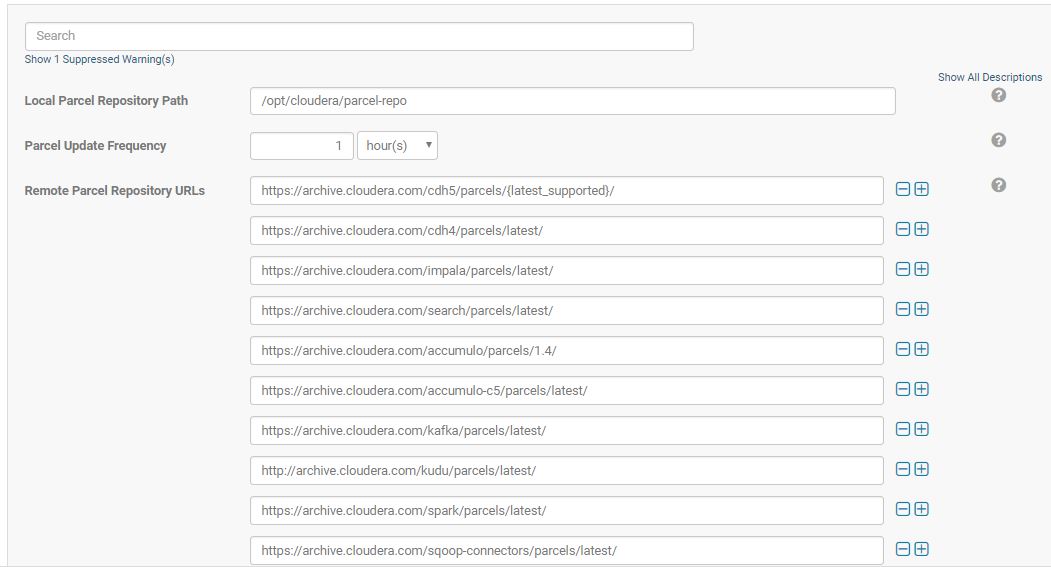 Search
Show 1 Suppressed Warning(s)
Show All Descriptions
Local Parcel Repository Path /opt/cloudera/parcel-repo
Parcel Update Frequency 1 hour(s)
Remote Parcel Repository URLs https://archive.cloudera.com/cdh5/parcels/{latest_supported}/
https://archive.cloudera.com/cdh4/parcels/latest/
https://archive.cloudera.com/impala/parcels/latest/
https://archive.cloudera.com/search/parcels/latest/
https://archive.cloudera.com/accumulo/parcels/1.4/
https://archive.cloudera.com/accumulo-c5/parcels/latest/
https://archive.cloudera.com/kafka/parcels/latest/
http://archive.cloudera.com/kudu/parcels/latest/
https://archive.cloudera.com/spark/parcels/latest/
https://archive.cloudera.com/sqoop-connectors/parcels/latest/